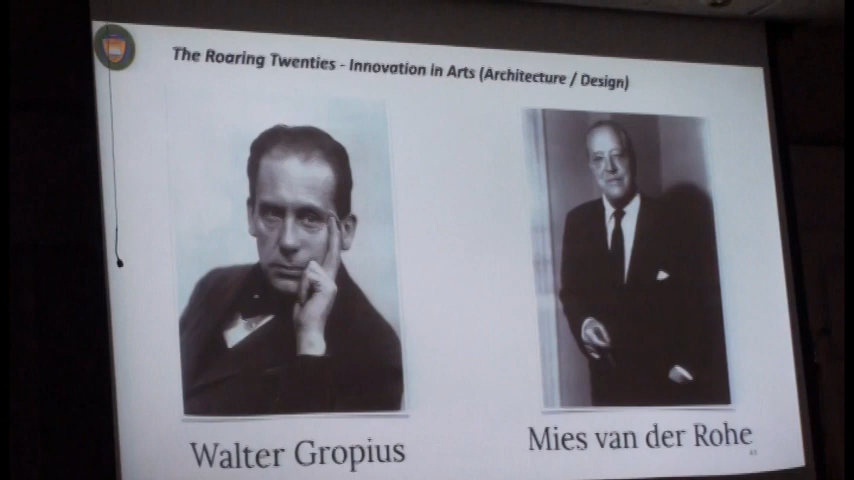 The Roaring Twenties - Innovation in Arts (Architecture / Design)
Walter Gropius
Mies van der Rohe